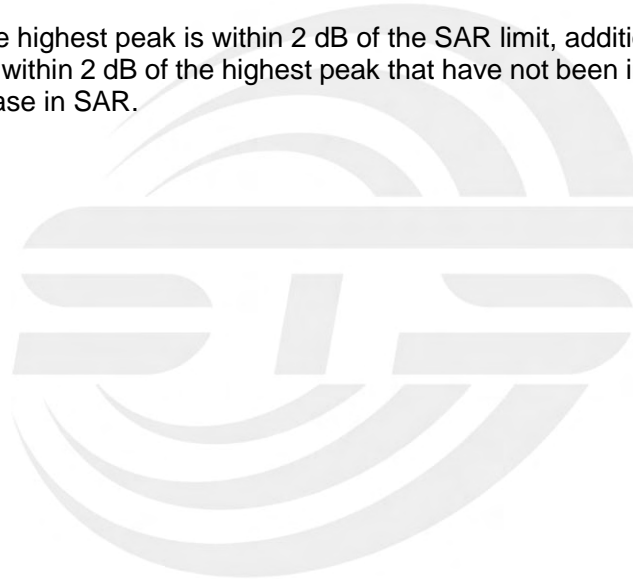 e highest peak is within 2 dB of the SAR limit, additi
within 2 dB of the highest peak that have not been i
ase in SAR.
STS